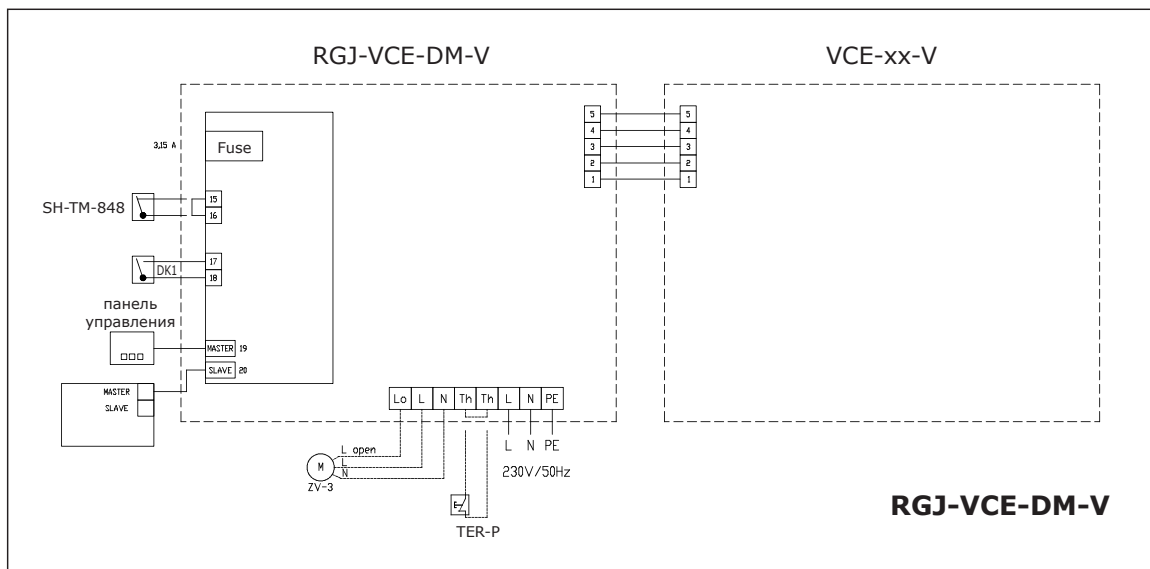 RGJ-VCE-DM-V
VCE-xx-V
5 5
4 4
3 3
2 2
1 1
3,15 A
Fuse
SH-TM-848
15
16
DK1
17
18
панель
управления
MASTER 19
SLAVE 20
MASTER
SLAVE
Lo L N Th Th L N PE
L open
L
N
M
ZV-3
L N PE
230V/50Hz
TER-P
RGJ-VCE-DM-V